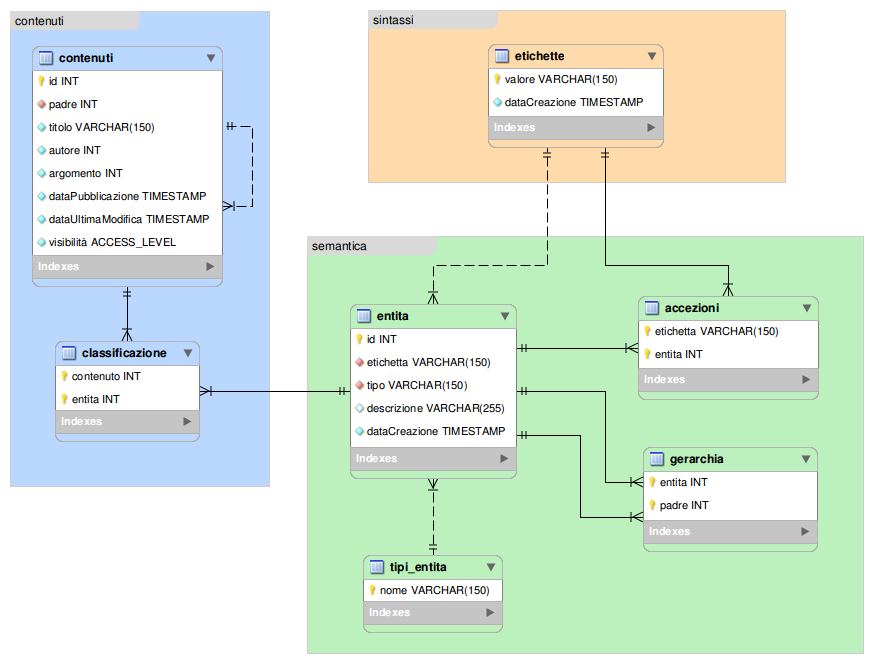 contenuti
contenuti
id INT
padre INT
titolo VARCHAR(150)
autore INT
argomento INT
dataPubblicazione TIMESTAMP
dataUltimaModifica TIMESTAMP
visibilità ACCESS_LEVEL
Indexes
classificazione
contenuto INT
entita INT
Indexes
sintassi
etichette
valore VARCHAR(150)
dataCreazione TIMESTAMP
Indexes
semantica
entita
id INT
etichetta VARCHAR(150)
tipo VARCHAR(150)
descrizione VARCHAR(255)
dataCreazione TIMESTAMP
Indexes
accezioni
etichetta VARCHAR(150)
entita INT
Indexes
gerarchia
entita INT
padre INT
Indexes
tipi_entita
nome VARCHAR(150)
Indexes